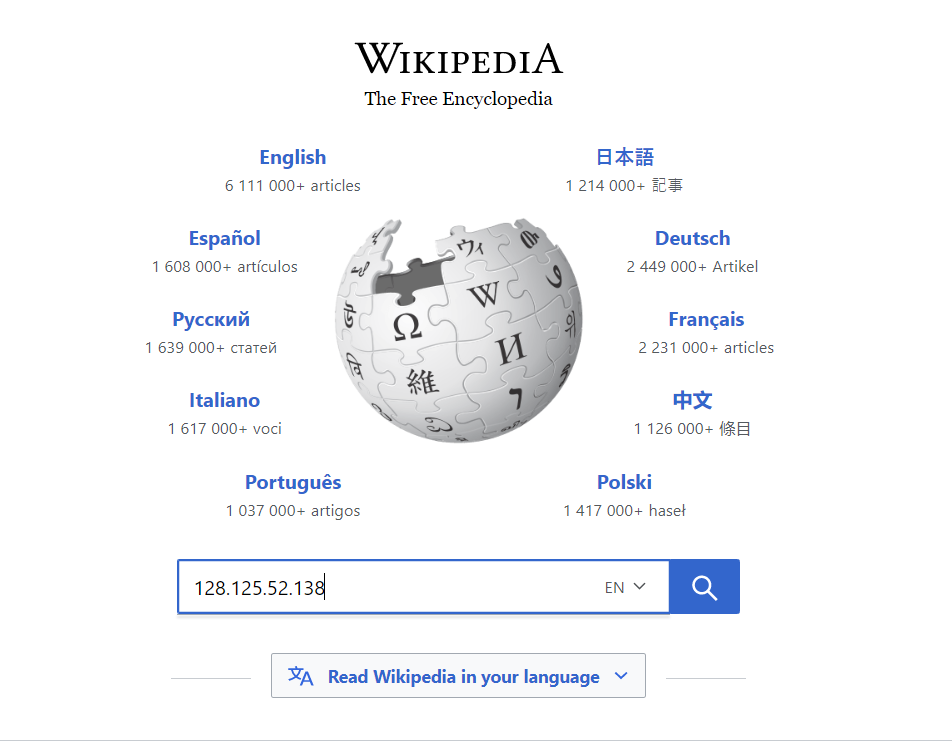 WIKIPEDIA
The Free Encyclopedia
English
6 111 000+ articles
日本語
1 214 000+ 記事
Español
1 608 000+ artículos
Deutsch
2 449 000+ Artikel
Русский
1 639 000+ статей
Français
2 231 000+ articles
Italiano
1 617 000+ voci
中文
1 126 000+ 條目
Português
1 037 000+ artigos
Polski
1 417 000+ haseł
Ω
W
ウィ
И
維
128.125.52.138 EN
Read Wikipedia in your language